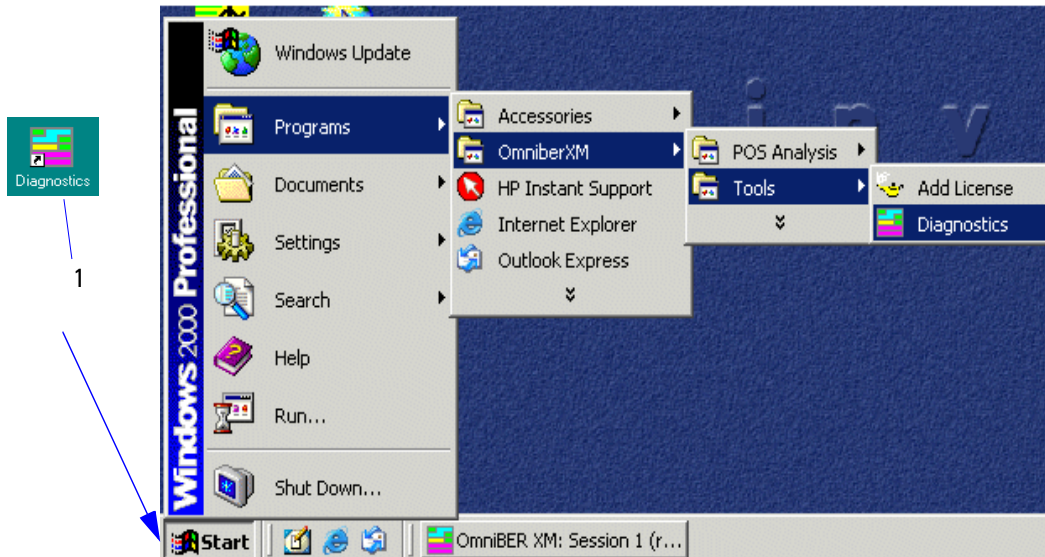 Diagnostics
1
Windows 2000 Professional
Windows Update
Programs
Documents
Settings
Search
Help
Run...
Shut Down...
Accessories
OmniberXM
HP Instant Support
Internet Explorer
Outlook Express
POS Analysis
Tools
Add License
Diagnostics
i n v
Start
OmniBER XM: Session 1 (r...